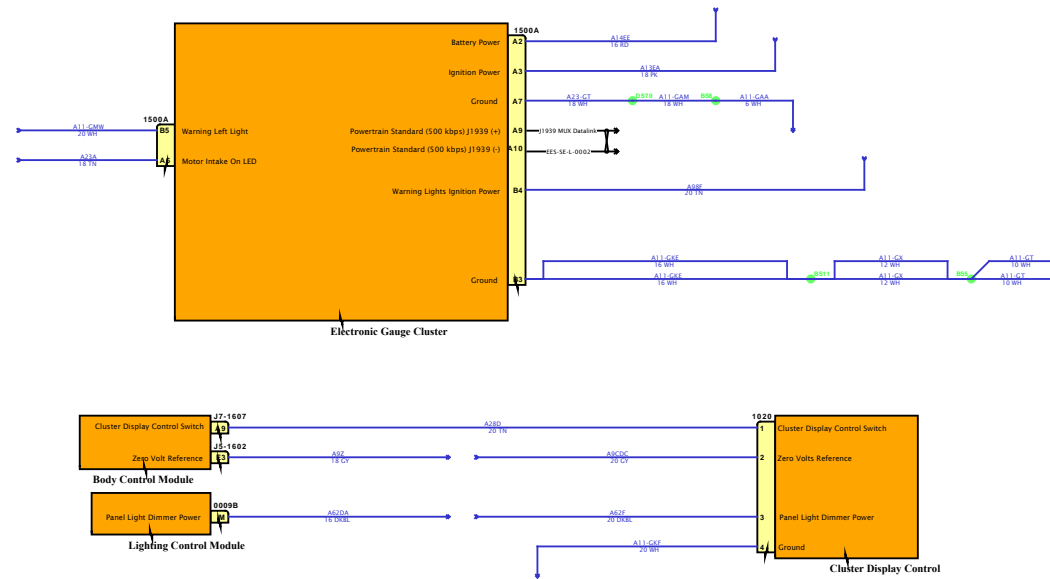 1500A
Battery Power A2 A14EE
16 RD
Ignition Power A3 A13EA
18 PK
Ground A7 A23-GT DS79 A11-GAM BS8 A11-GAA
18 WH 18 WH 6 WH
1500A
A11-GMW B5 Warning Left Light
20 WH
Powertrain Standard (500 kbps) J1939 (+) A9 J1939 MUX Datalink
Powertrain Standard (500 kbps) J1939 (-) A10 EES-SE-L-0002
A23A Motor Intake On LED
18 TN
Warning Lights Ignition Power B4 A98F
20 TN
A11-GKE A11-GX A11-GT
16 WH 12 WH 10 WH
Ground B3 A11-GKE BS11 A11-GX A11-GT
16 WH 12 WH 10 WH
Electronic Gauge Cluster
J7-1607 1020
Cluster Display Control Switch A9 A28D 1 Cluster Display Control Switch
20 TN
J5-1602
Zero Volt Reference E3 A9Z A9CDC 2 Zero Volts Reference
18 GY 20 GY
Body Control Module
0009B
Panel Light Dimmer Power M A62DA A62F 3 Panel Light Dimmer Power
16 DKBL 20 DKBL
Lighting Control Module
A11-GKF 4 Ground
20 WH
Cluster Display Control